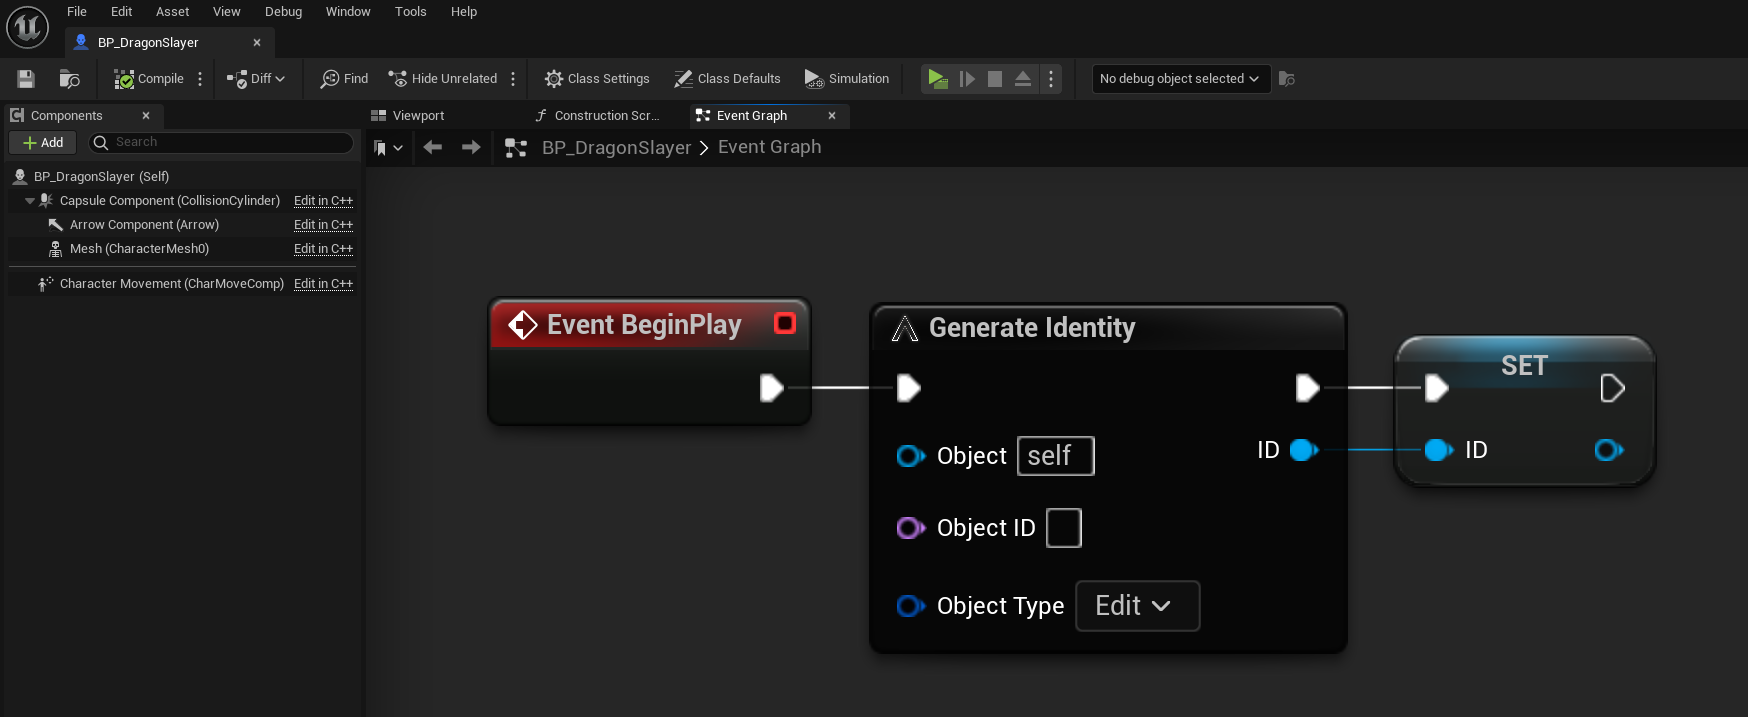 File Edit Asset View Debug Window Tools Help
BP_DragonSlayer
Compile Diff Find Hide Unrelated Class Settings Class Defaults Simulation No debug object selected
Components
Viewport Construction Scr... Event Graph
Add Search
BP_DragonSlayer > Event Graph
BP_DragonSlayer (Self)
Capsule Component (CollisionCylinder) Edit in C++
Arrow Component (Arrow) Edit in C++
Mesh (CharacterMesh0) Edit in C++
Character Movement (CharMoveComp) Edit in C++
Event BeginPlay
Generate Identity
Object self
Object ID
Object Type Edit
ID
SET
ID